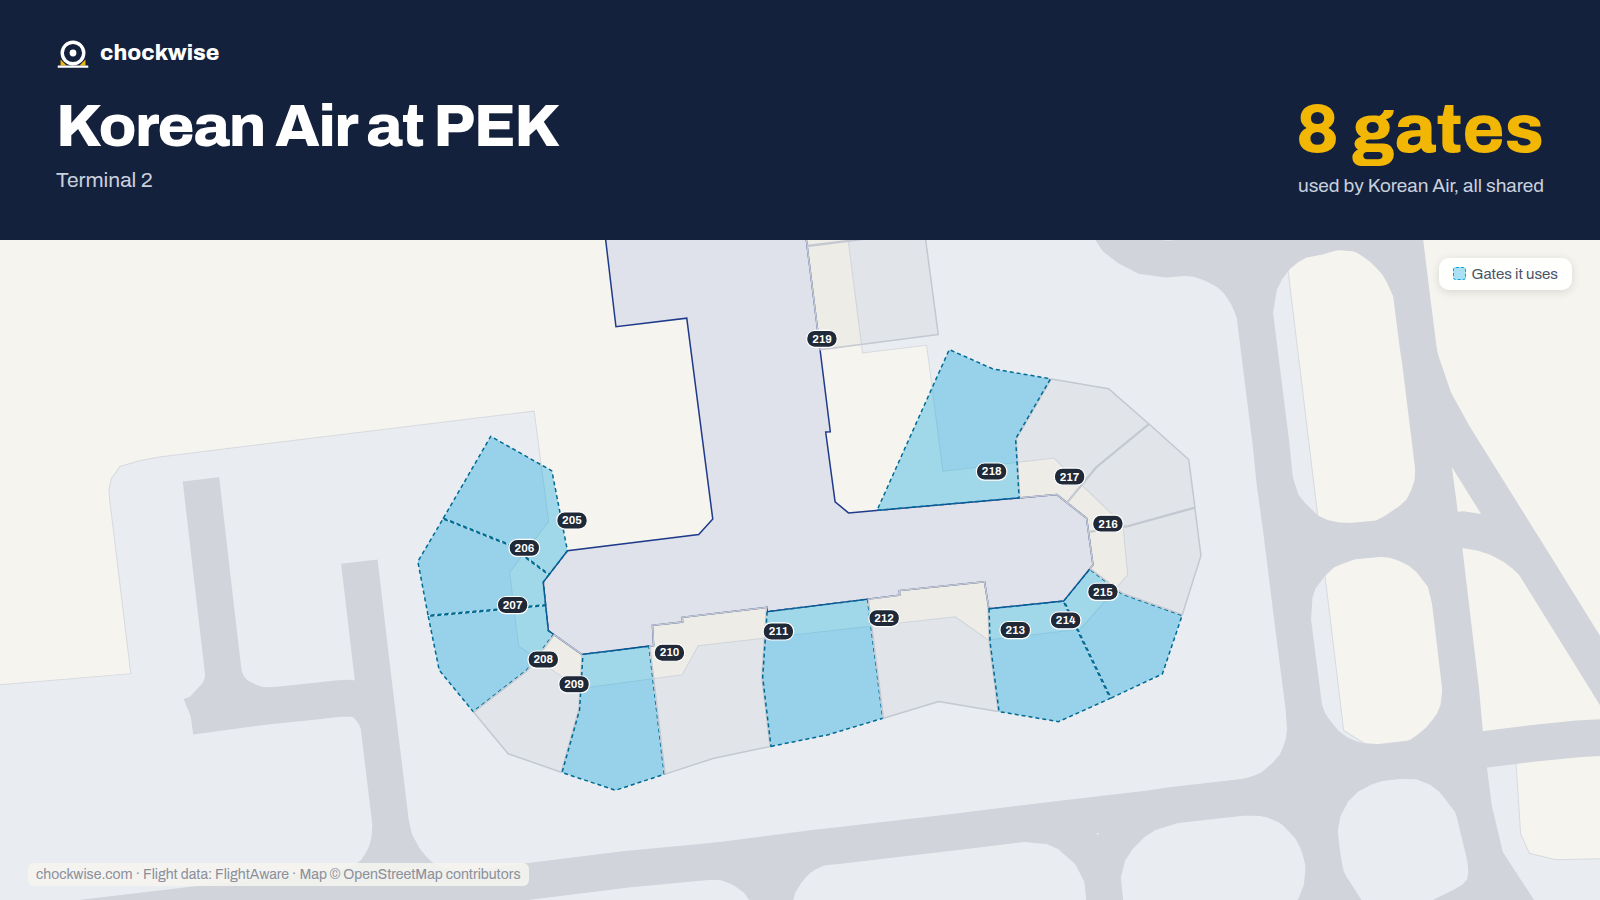 chockwise
Korean Air at PEK
Terminal 2
8 gates
used by Korean Air, all shared
Gates it uses
219
218
217
205
216
206
215
207
212
214
213
211
210
208
209
chockwise.com · Flight data: FlightAware · Map © OpenStreetMap contributors